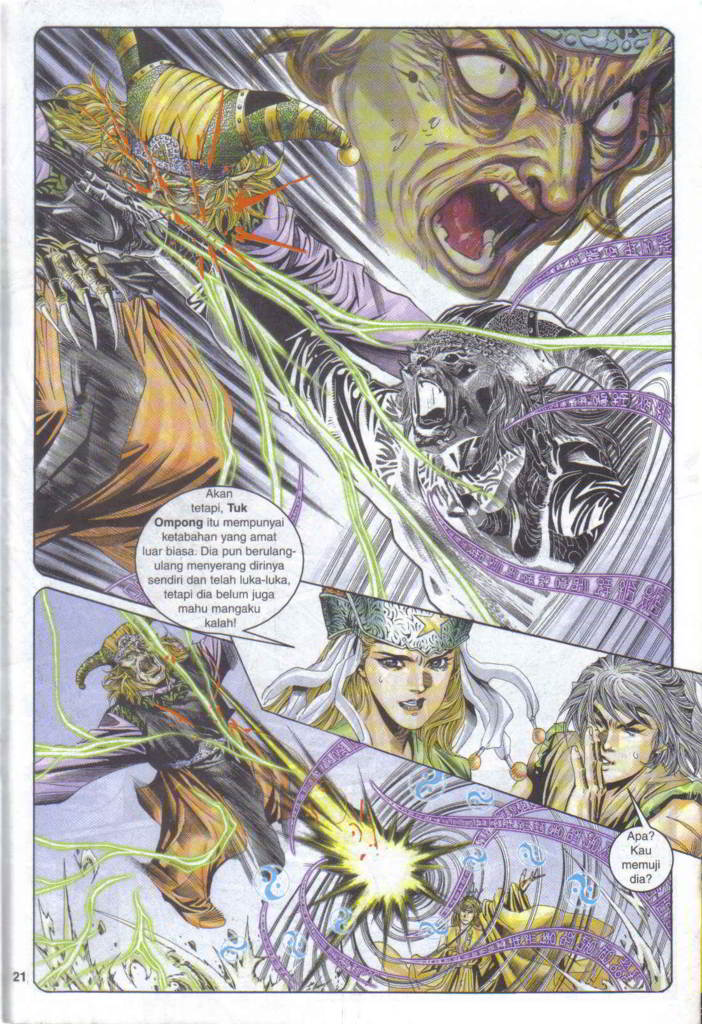 Akan
tetapi, Tuk
Ompong itu mempunyai
ketabahan yang amat
luar biasa. Dia pun berulang-
ulang menyerang dirinya
sendiri dan telah luka-luka,
tetapi dia belum juga
mahu mangaku
kalah!
Apa?
Kau
memuji
dia?
21